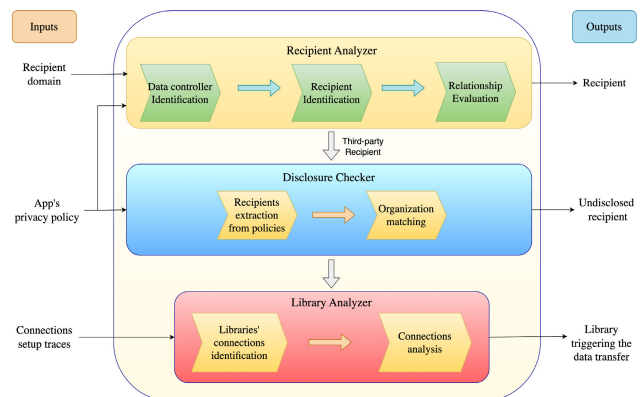 Inputs
Outputs
Recipient Analyzer
Recipient
domain
Data controller
Identification
Recipient
Identification
Relationship
Evaluation
Recipient
Third-party
Recipient
Disclosure Checker
App's
privacy policy
Recipients
extraction
from policies
Organization
matching
Undisclosed
recipient
Library Analyzer
Connections
setup traces
Libraries'
connections
identification
Connections
analysis
Library
triggering the
data transfer